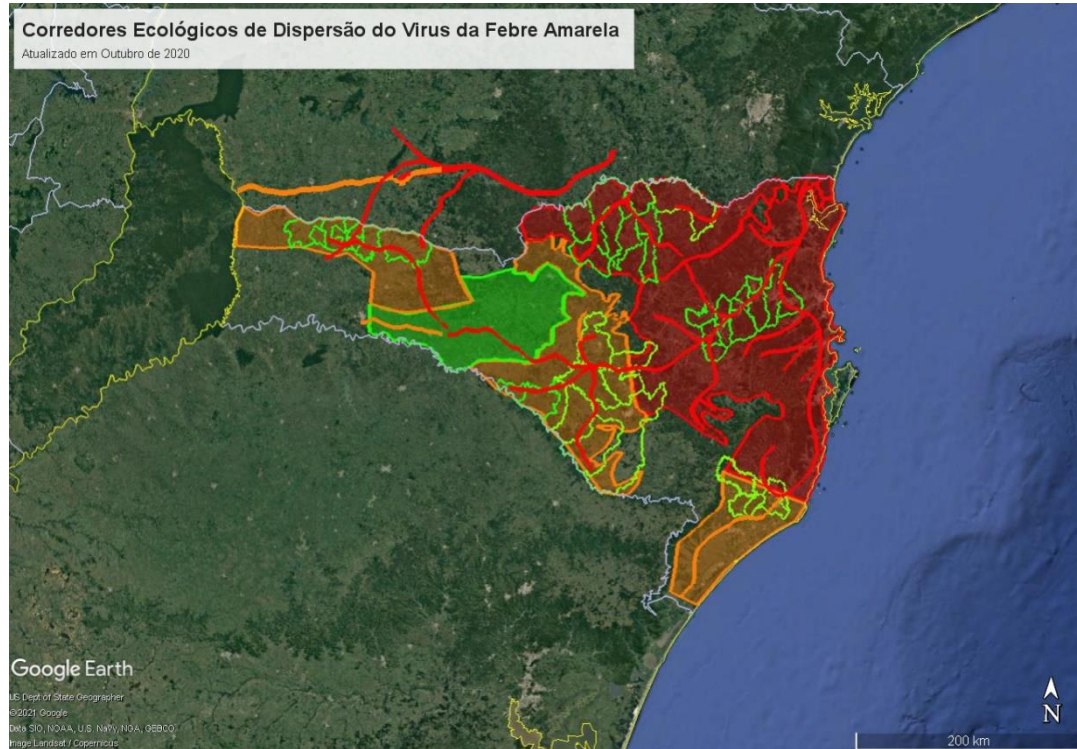 Corredores Ecológicos de Dispersão do Virus da Febre Amarela
Atualizado em Outubro de 2020
Google Earth
US Dept of State Geographer
©2021 Google
Data SIO, NOAA, U.S. Navy, NGA, GEBCO
Image Landsat / Copernicus
N
200 km